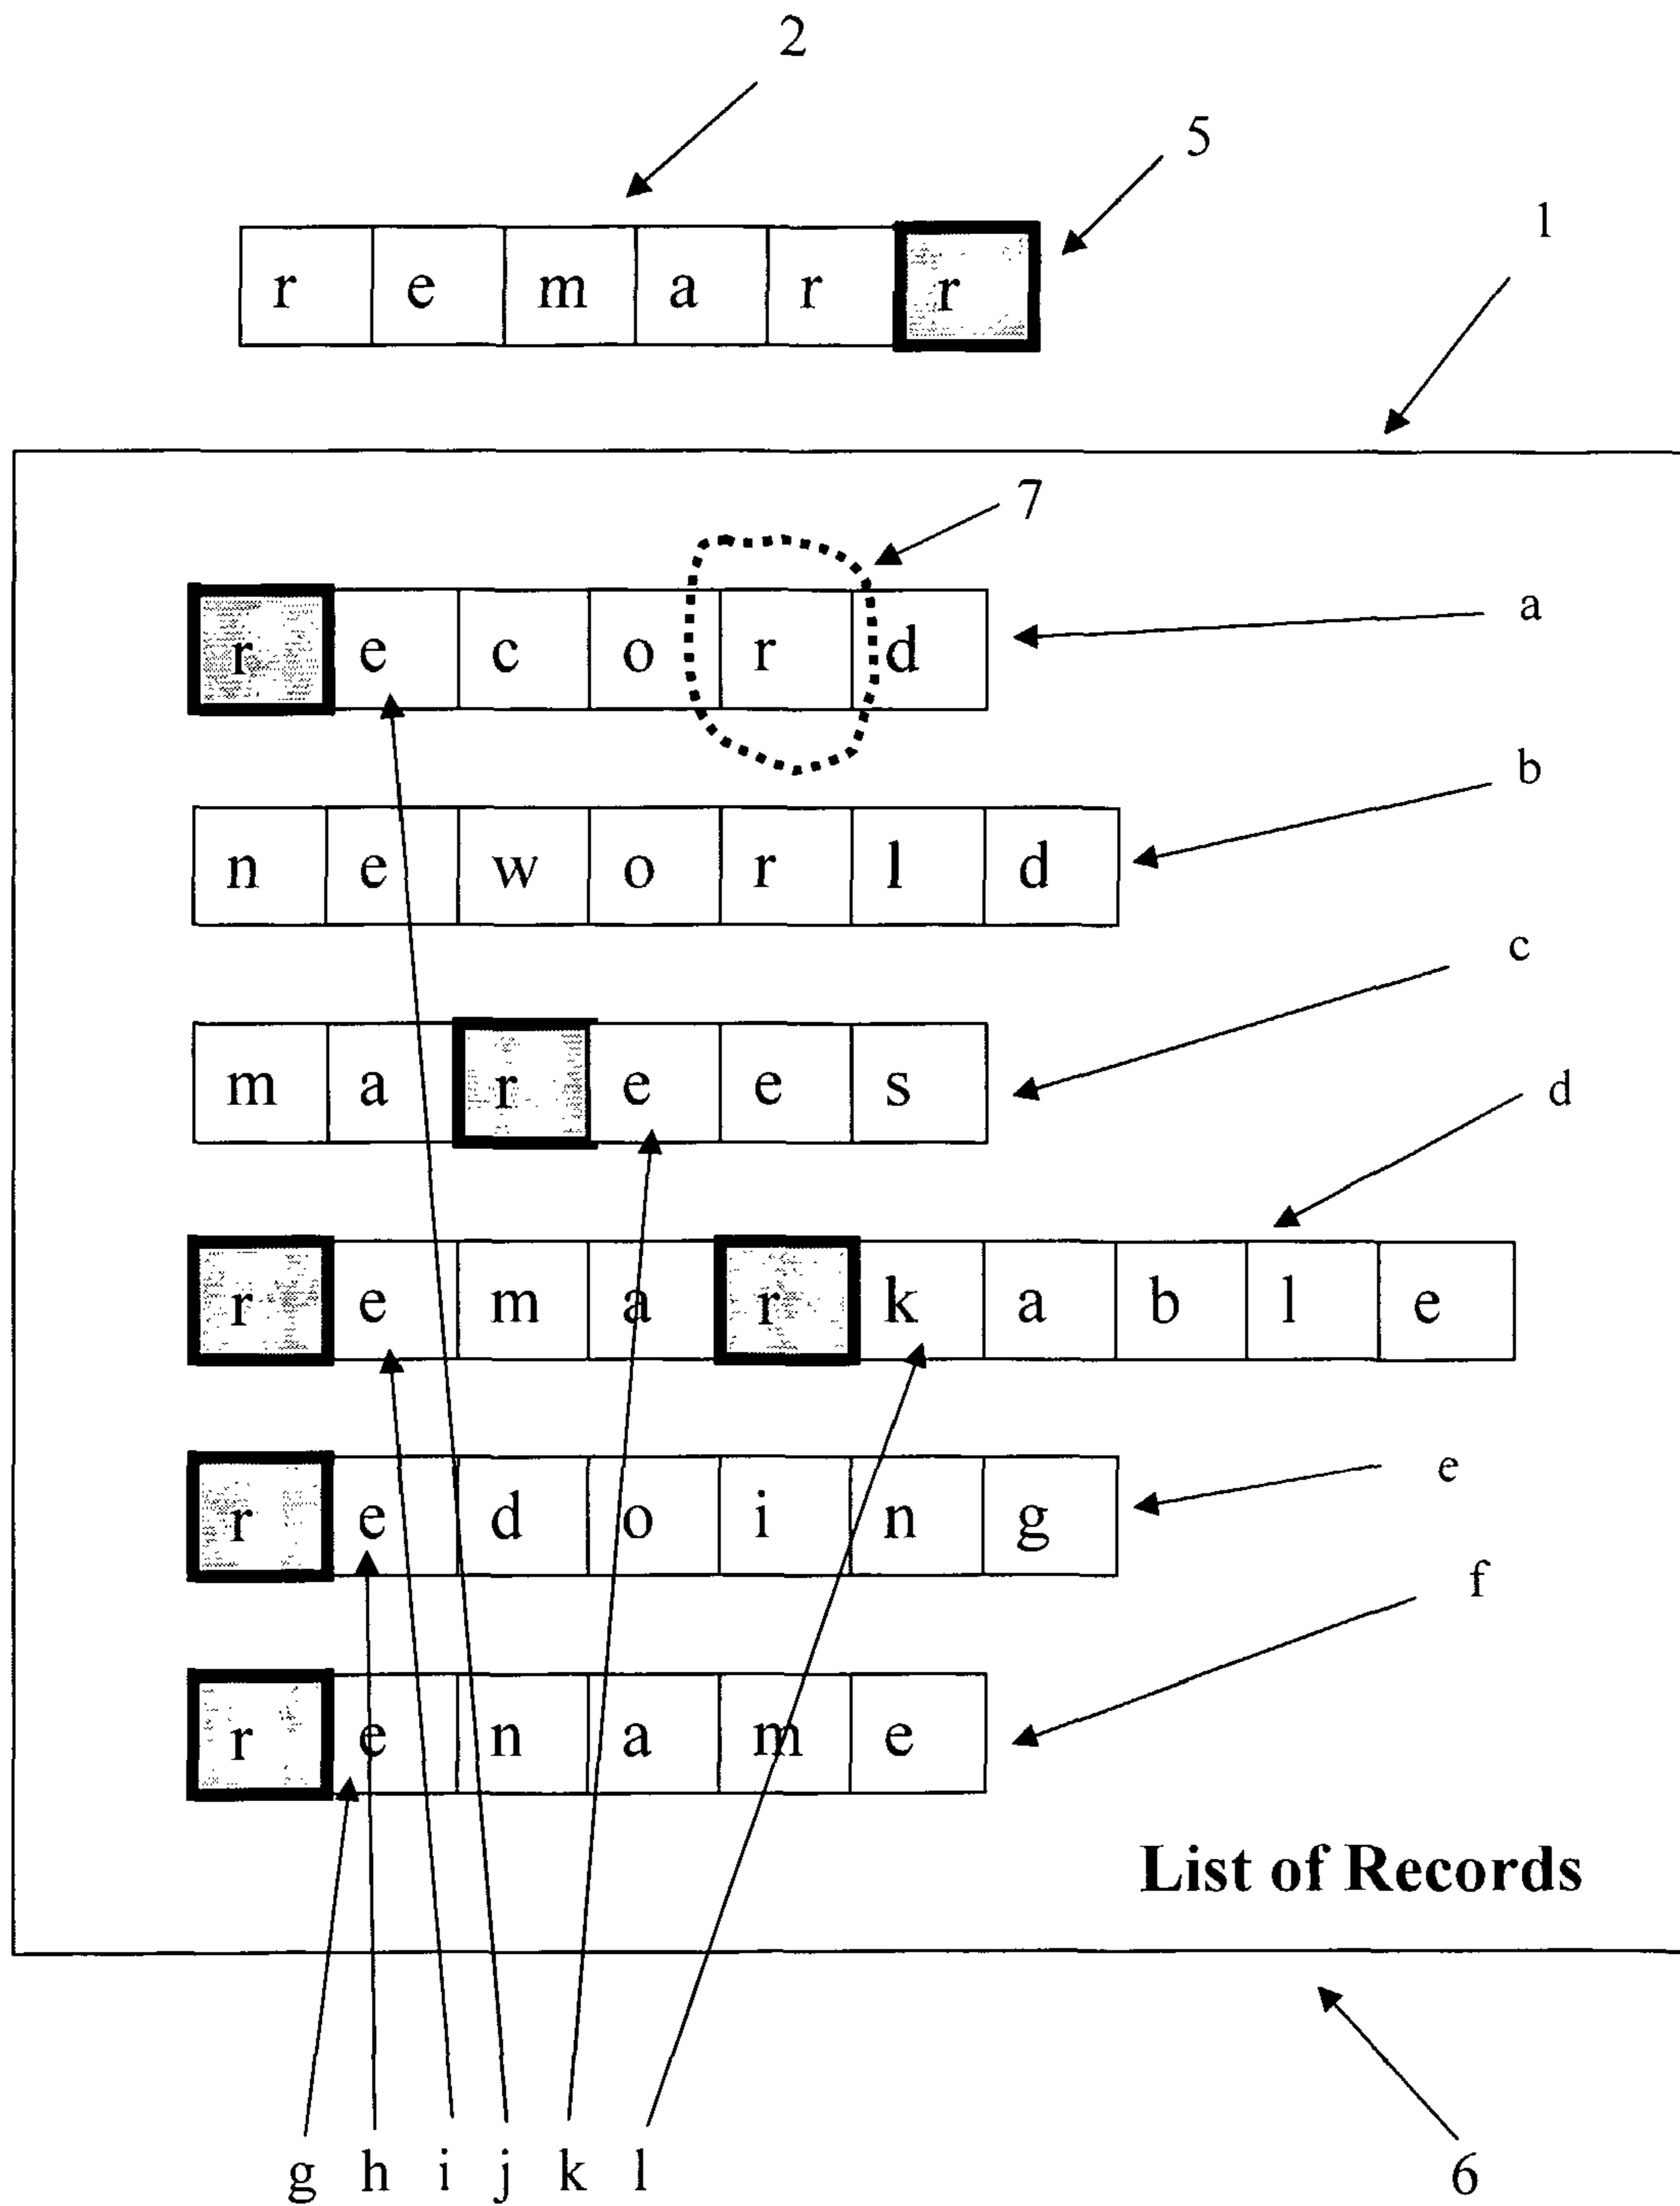 2
5
1
r e m a r r
7
r e c o r d
a
b
n e w o r l d
c
m a r e e s
d
r e m a r k a b l e
e
r e d o i n g
f
r e n a m e
List of Records
g h i j k l
6